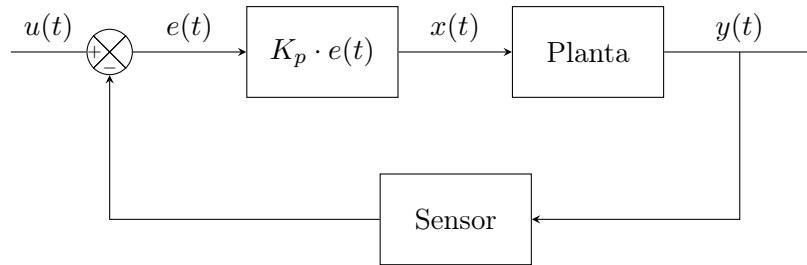 u(t)
+
−
e(t)
K_p · e(t)
x(t)
Planta
y(t)
Sensor